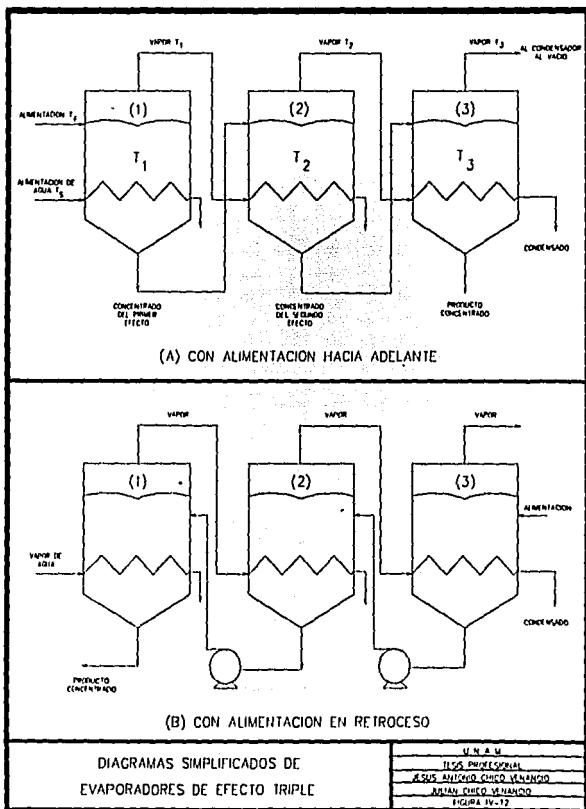 VAPOR T₁
VAPOR T₂
VAPOR T₃
AL CONDENSADOR
AL VACIO
(1)
(2)
(3)
ALIMENTACION T_F
T₁
T₂
T₃
ALIMENTACION DE
AGUA T_S
CONDENSADO
CONCENTRADO
DEL PRIMER
EFECTO
CONCENTRADO
DEL SEGUNDO
EFECTO
PRODUCTO
CONCENTRADO
(A) CON ALIMENTACION HACIA ADELANTE
VAPOR
VAPOR
VAPOR
(1)
(2)
(3)
ALIMENTACION
VAPOR DE
AGUA
CONDENSADO
PRODUCTO
CONCENTRADO
(B) CON ALIMENTACION EN RETROCESO
DIAGRAMAS SIMPLIFICADOS DE
EVAPORADORES DE EFECTO TRIPLE
U N A M
TESIS PROFESIONAL
JESUS ANTONIO CHICO VENANCIO
JULIAN CHICO VENANCIO
FIGURA IV-12